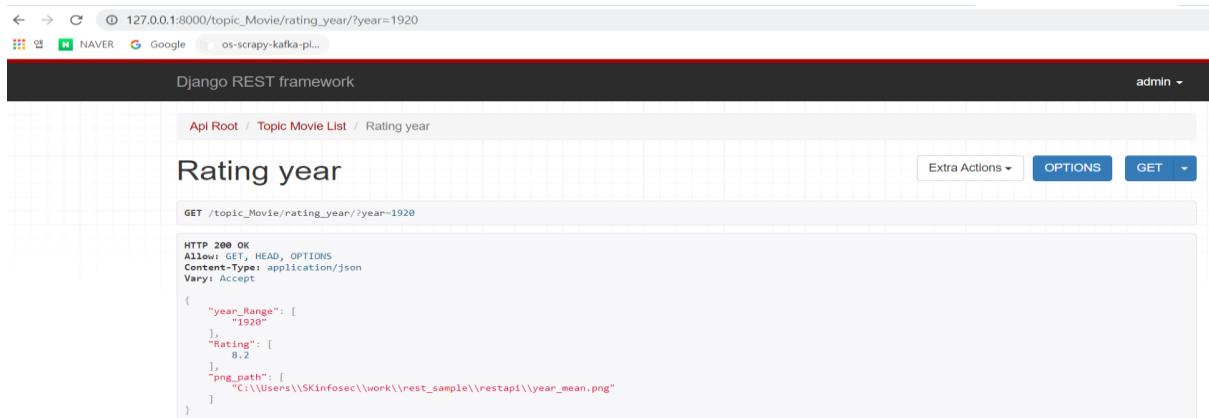 127.0.0.1:8000/topic_Movie/rating_year/?year=1920
앱 NAVER Google os-scrapy-kafka-pl...
Django REST framework admin
Api Root / Topic Movie List / Rating year
Rating year Extra Actions OPTIONS GET
GET /topic_Movie/rating_year/?year=1920
HTTP 200 OK
Allow: GET, HEAD, OPTIONS
Content-Type: application/json
Vary: Accept
{
"year_Range": [
"1920"
],
"Rating": [
8.2
],
"png_path": [
"C:\\Users\\SKinfosec\\work\\rest_sample\\restapi\\year_mean.png"
]
}